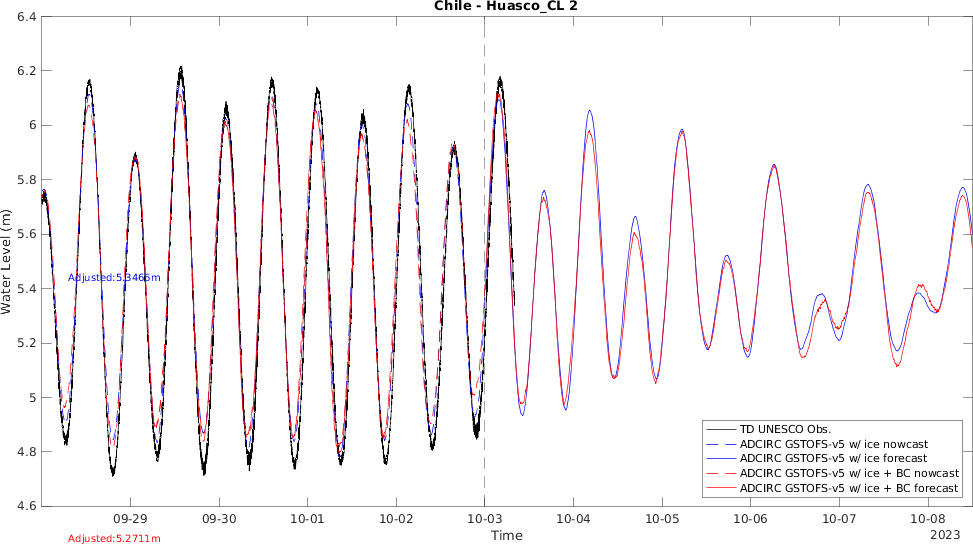 Chile - Huasco_CL 2
6.4
6.2
6
5.8
5.6
5.4
5.2
5
4.8
4.6
Water Level (m)
Adjusted:5.3466m
TD UNESCO Obs.
ADCIRC GSTOFS-v5 w/ ice nowcast
ADCIRC GSTOFS-v5 w/ ice forecast
ADCIRC GSTOFS-v5 w/ ice + BC nowcast
ADCIRC GSTOFS-v5 w/ ice + BC forecast
09-29 09-30 10-01 10-02 10-03 10-04 10-05 10-06 10-07 10-08
Time
2023
Adjusted:5.2711m